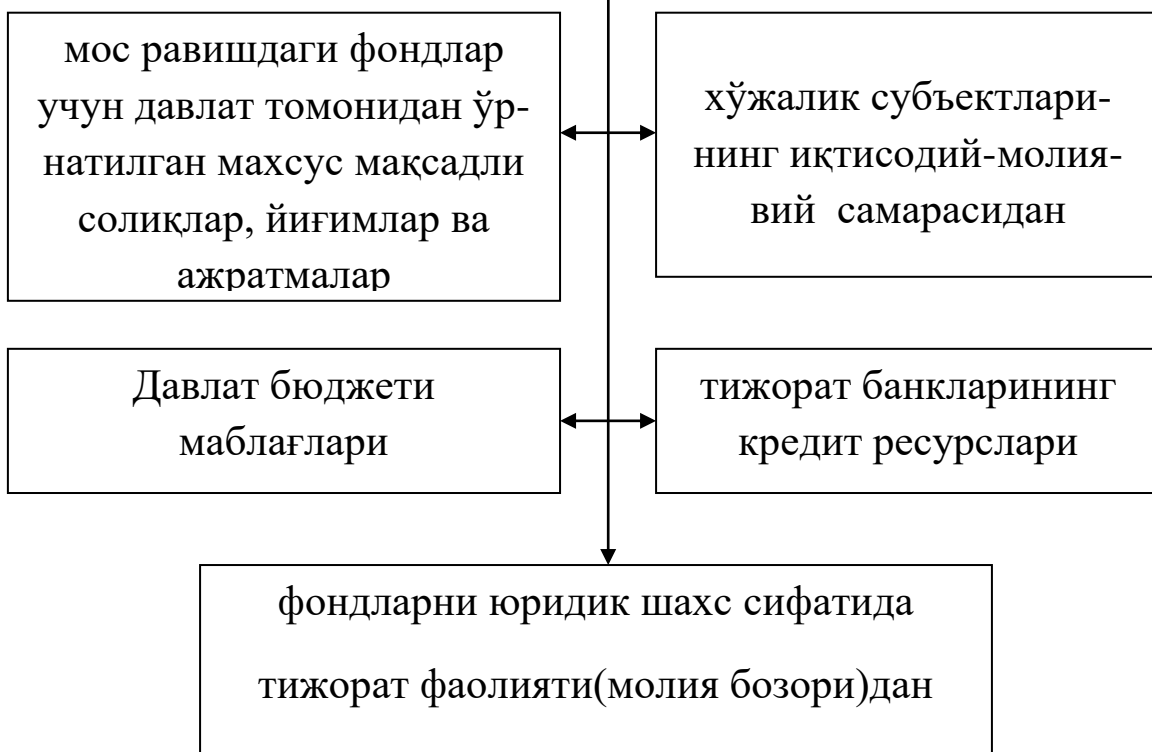 мос равишдаги фондлар
учун давлат томонидан ўр-
натилган махсус мақсадли
солиқлар, йиғимлар ва
ажратмалар
хўжалик субъектлари-
нинг иқтисодий-молия-
вий самарасидан
Давлат бюджети
маблағлари
тижорат банкларининг
кредит ресурслари
фондларни юридик шахс сифатида
тижорат фаолияти(молия бозори)дан